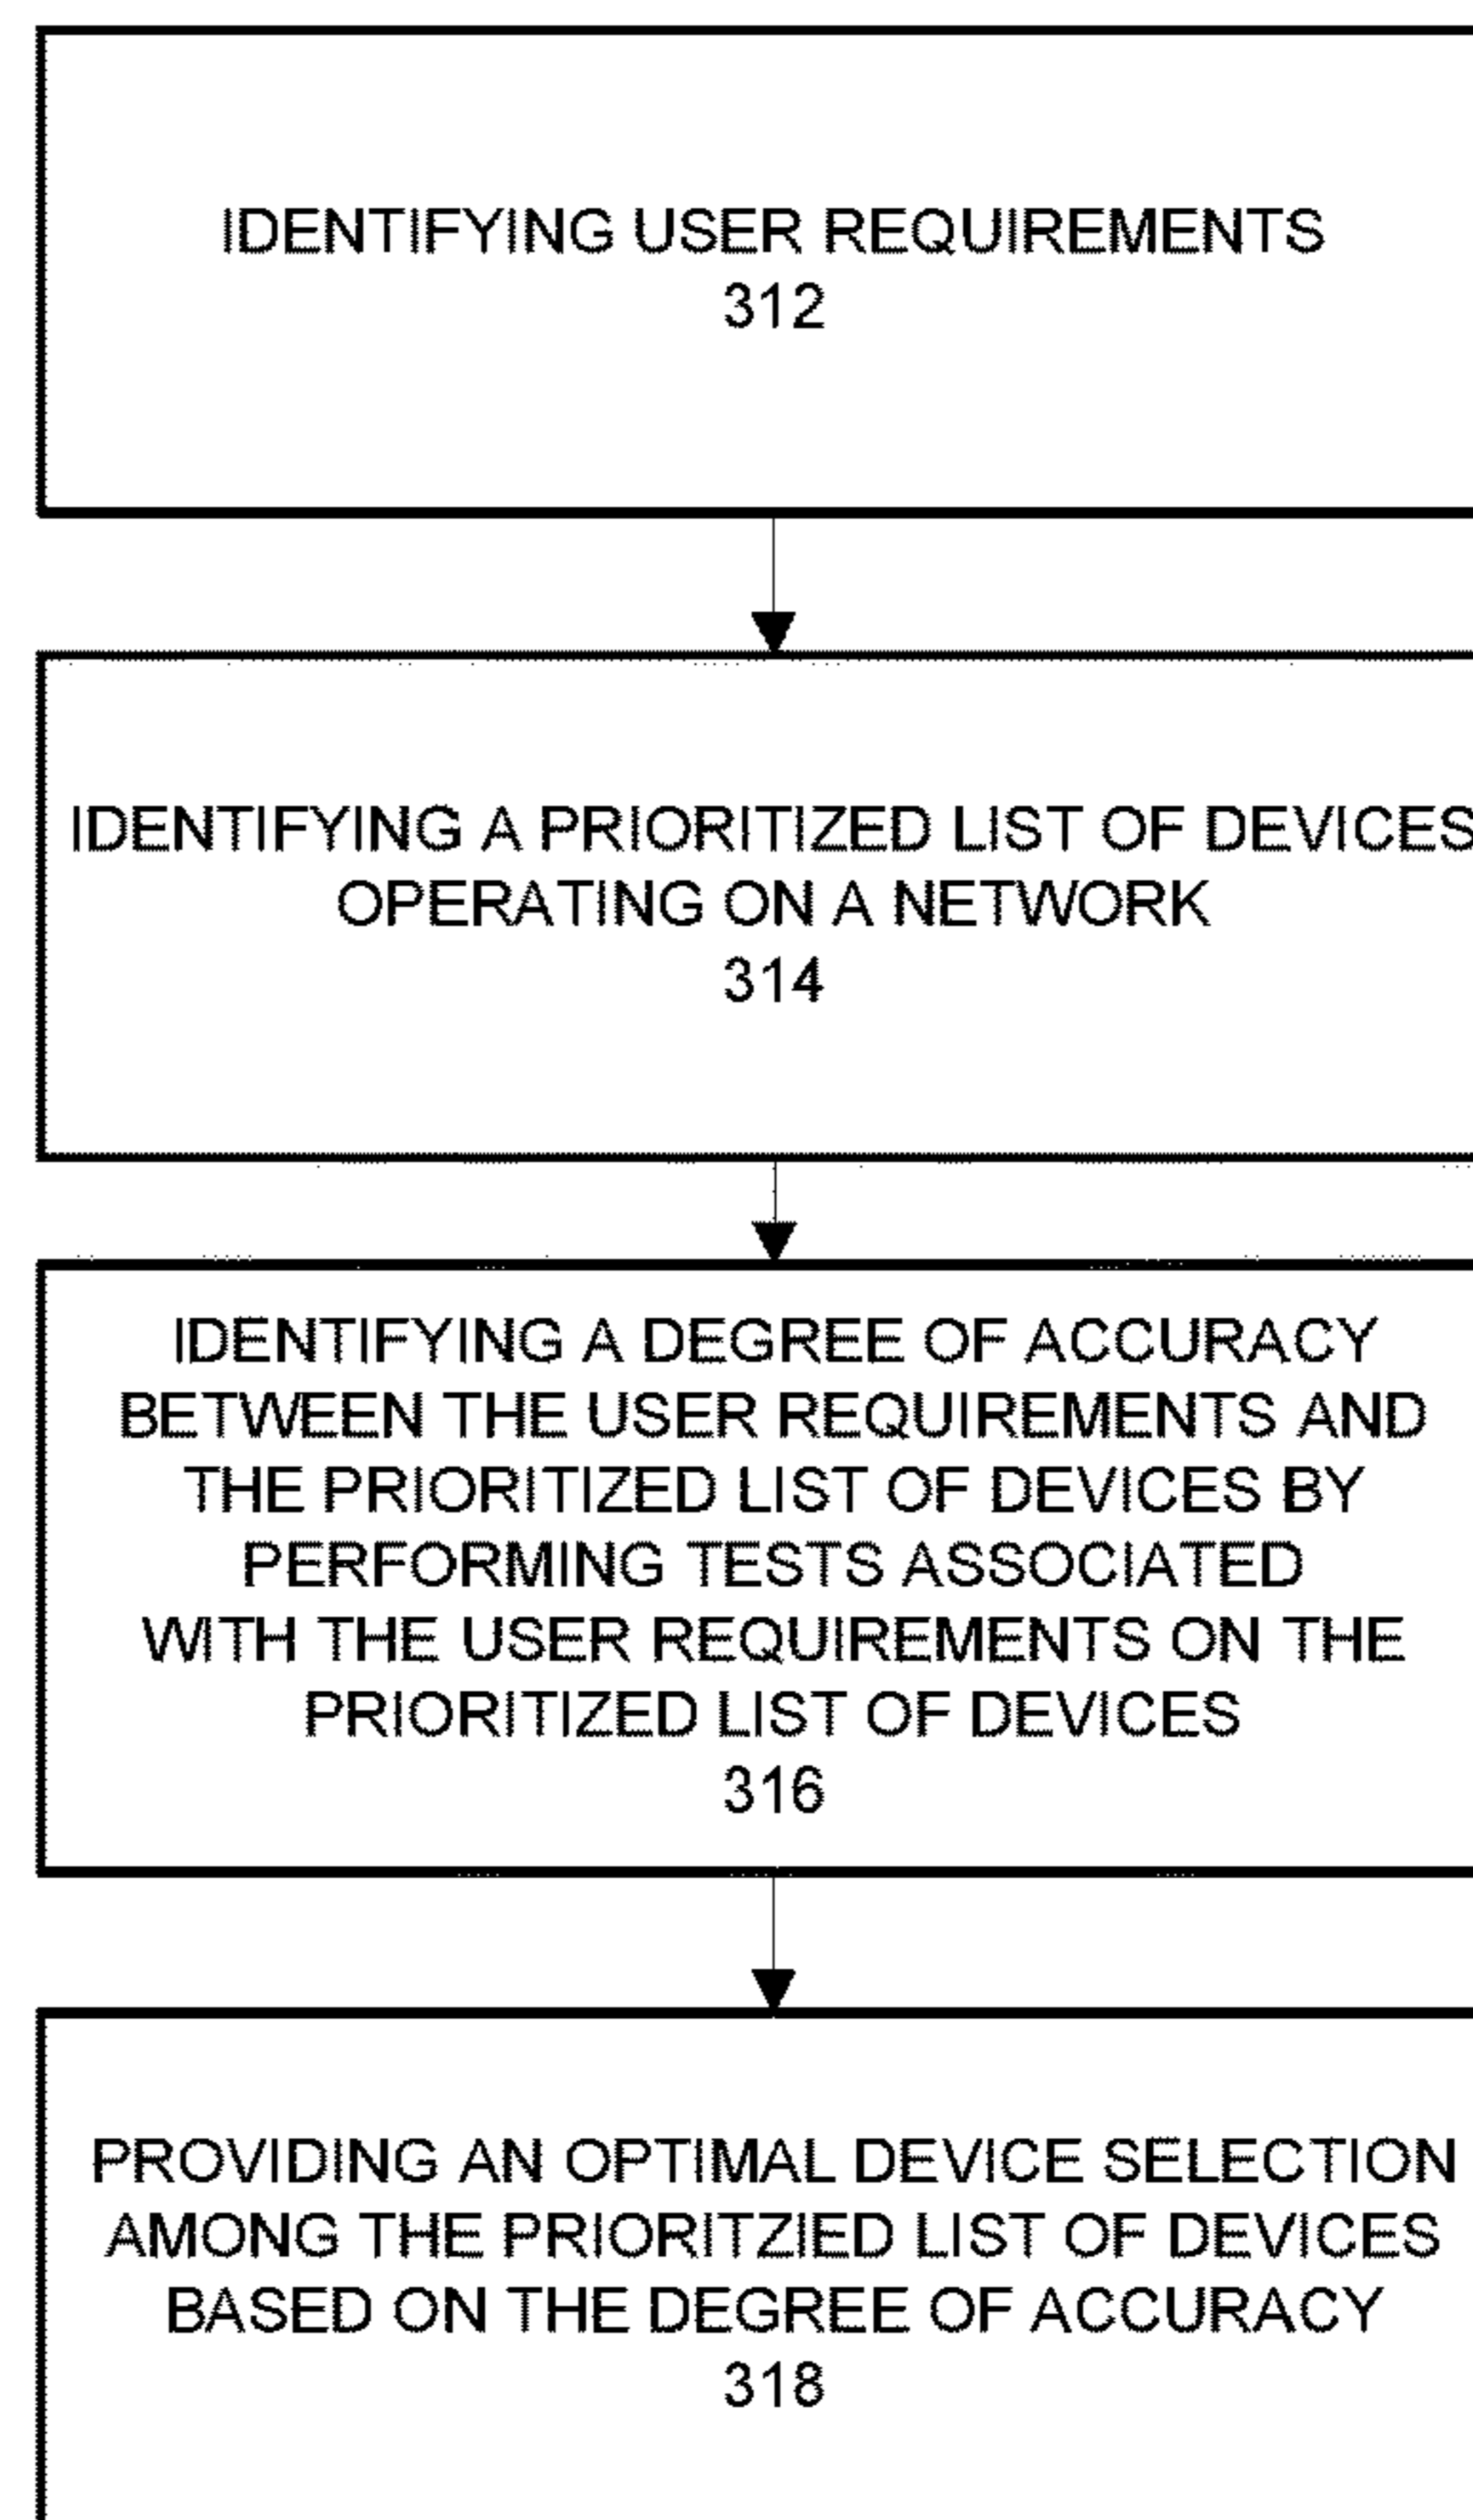 IDENTIFYING USER REQUIREMENTS
312
IDENTIFYING A PRIORITIZED LIST OF DEVICES
OPERATING ON A NETWORK
314
IDENTIFYING A DEGREE OF ACCURACY
BETWEEN THE USER REQUIREMENTS AND
THE PRIORITIZED LIST OF DEVICES BY
PERFORMING TESTS ASSOCIATED
WITH THE USER REQUIREMENTS ON THE
PRIORITIZED LIST OF DEVICES
316
PROVIDING AN OPTIMAL DEVICE SELECTION
AMONG THE PRIORITZIED LIST OF DEVICES
BASED ON THE DEGREE OF ACCURACY
318